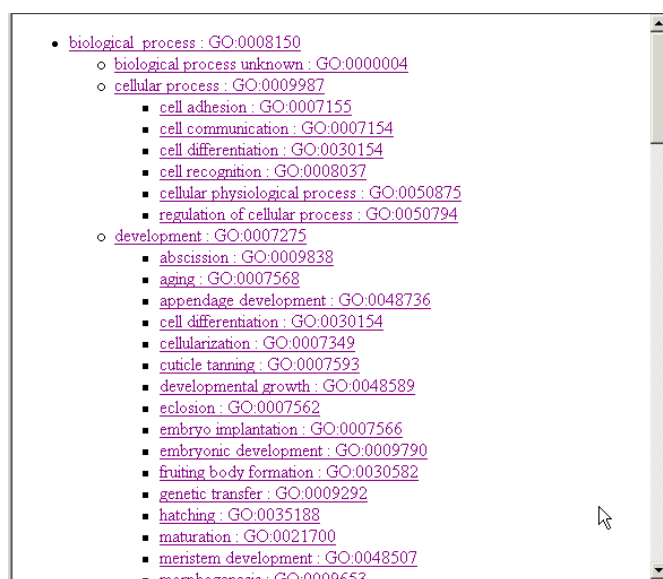 biological_process : GO:0008150
biological process unknown : GO:0000004
cellular process : GO:0009987
cell adhesion : GO:0007155
cell communication : GO:0007154
cell differentiation : GO:0030154
cell recognition : GO:0008037
cellular physiological process : GO:0050875
regulation of cellular process : GO:0050794
development : GO:0007275
abscission : GO:0009838
aging : GO:0007568
appendage development : GO:0048736
cell differentiation : GO:0030154
cellularization : GO:0007349
cuticle tanning : GO:0007593
developmental growth : GO:0048589
eclosion : GO:0007562
embryo implantation : GO:0007566
embryonic development : GO:0009790
fruiting body formation : GO:0030582
genetic transfer : GO:0009292
hatching : GO:0035188
maturation : GO:0021700
meristem development : GO:0048507
morphogenesis : GO:0009653